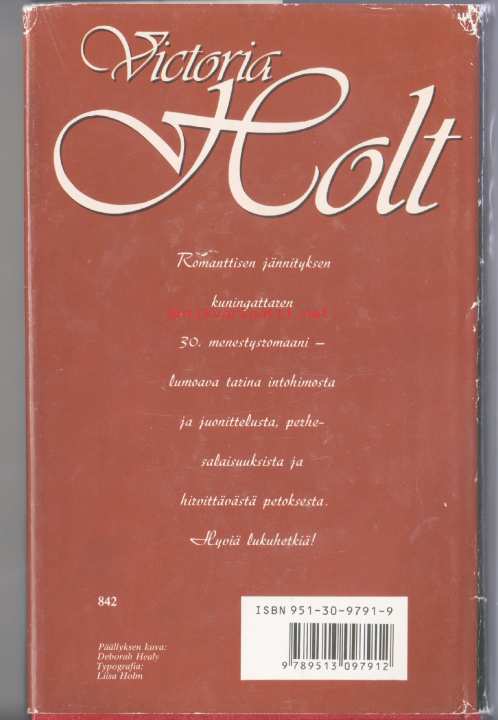 Victoria
Holt
Romanttisen jännityksen
kuningattaren
30. menestysromaani –
lumoava tarina intohimosta
ja juonittelusta, perhe-
salaisuuksista ja
hirvittävästä petoksesta.
Hyviä lukuhetkiä!
842
ISBN 951-30-9791-9
Päällyksen kuva:
Deborah Healy
Typografia:
Liisa Holm
9 789513 097912